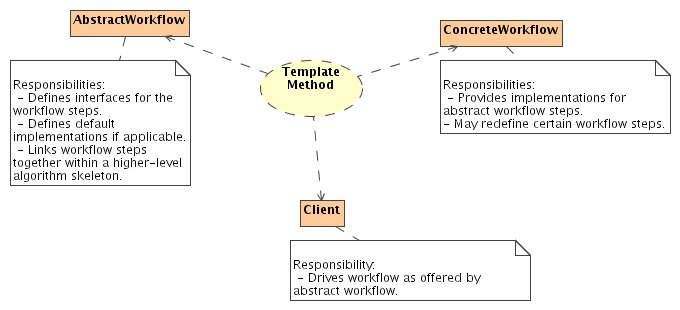 AbstractWorkflow
Responsibilities:
- Defines interfaces for the
workflow steps.
- Defines default
implementations if applicable.
- Links workflow steps
together within a higher-level
algorithm skeleton.
Template
Method
ConcreteWorkflow
Responsibilities:
- Provides implementations for
abstract workflow steps.
- May redefine certain workflow steps.
Client
Responsibility:
- Drives workflow as offered by
abstract workflow.